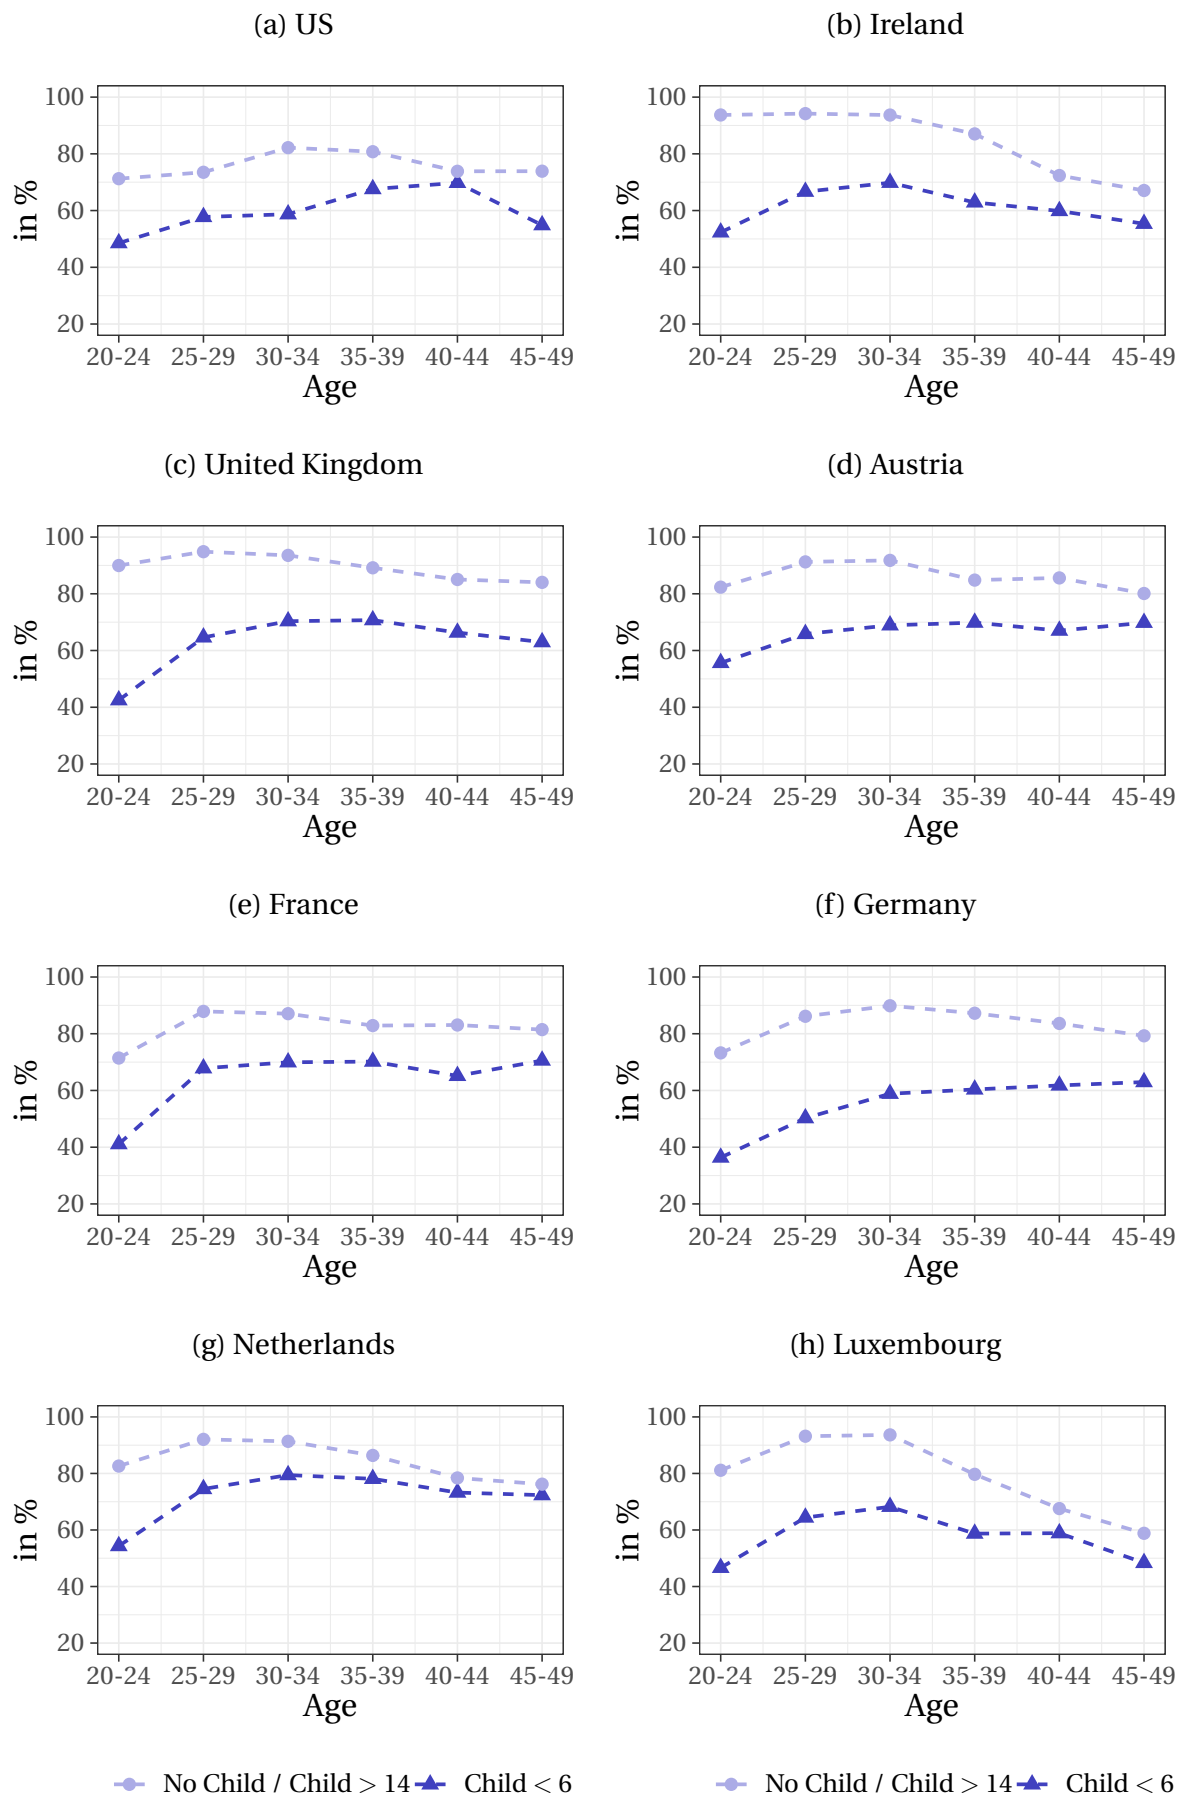 (a) US
(b) Ireland
100
80
60
40
20
in %
20-24 25-29 30-34 35-39 40-44 45-49
Age
100
80
60
40
20
in %
20-24 25-29 30-34 35-39 40-44 45-49
Age
(c) United Kingdom
(d) Austria
100
80
60
40
20
in %
20-24 25-29 30-34 35-39 40-44 45-49
Age
100
80
60
40
20
in %
20-24 25-29 30-34 35-39 40-44 45-49
Age
(e) France
(f) Germany
100
80
60
40
20
in %
20-24 25-29 30-34 35-39 40-44 45-49
Age
100
80
60
40
20
in %
20-24 25-29 30-34 35-39 40-44 45-49
Age
(g) Netherlands
(h) Luxembourg
100
80
60
40
20
in %
20-24 25-29 30-34 35-39 40-44 45-49
Age
100
80
60
40
20
in %
20-24 25-29 30-34 35-39 40-44 45-49
Age
No Child / Child > 14 Child < 6
No Child / Child > 14 Child < 6